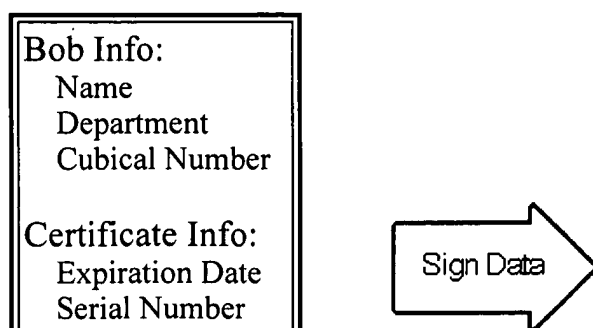 Bob Info:
Name
Department
Cubical Number
Certificate Info:
Expiration Date
Serial Number
Sign Data